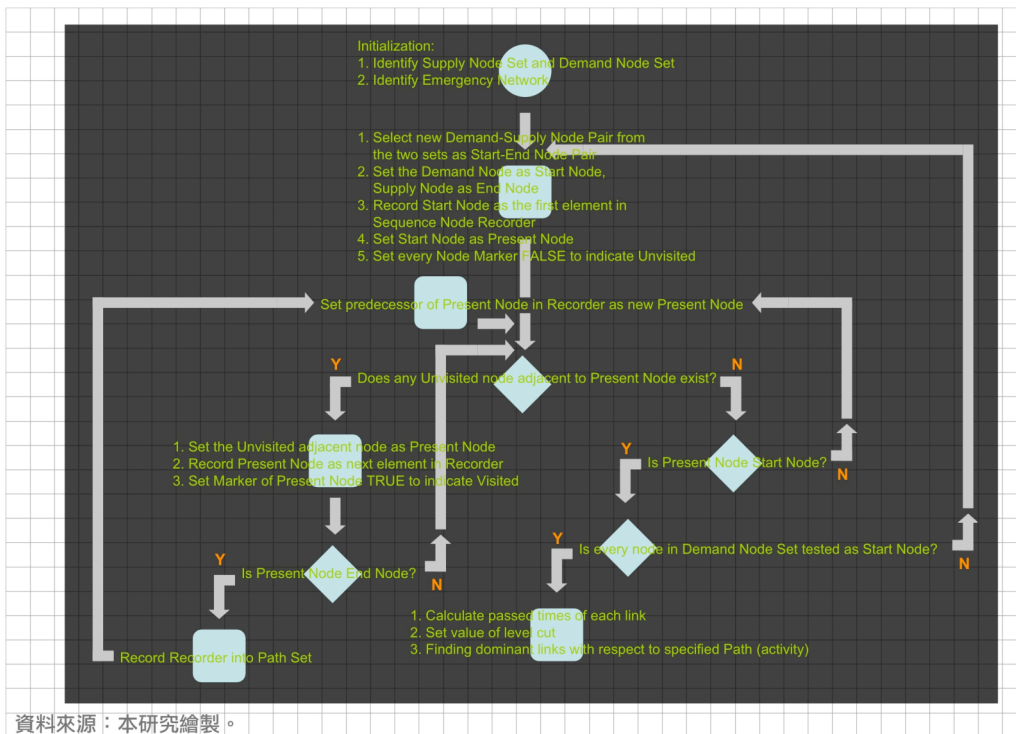 Initialization:
1. Identify Supply Node Set and Demand Node Set
2. Identify Emergency Network
1. Select new Demand-Supply Node Pair from
the two sets as Start-End Node Pair
2. Set the Demand Node as Start Node,
Supply Node as End Node
3. Record Start Node as the first element in
Sequence Node Recorder
4. Set Start Node as Present Node
5. Set every Node Marker FALSE to indicate Unvisited
Set predecessor of Present Node in Recorder as new Present Node
Y
Does any Unvisited node adjacent to Present Node exist?
N
1. Set the Unvisited adjacent node as Present Node
2. Record Present Node as next element in Recorder
3. Set Marker of Present Node TRUE to indicate Visited
Y
Is Present Node Start Node?
N
Y
Is Present Node End Node?
N
Y
Is every node in Demand Node Set tested as Start Node?
N
Record Recorder into Path Set
1. Calculate passed times of each link
2. Set value of level cut
3. Finding dominant links with respect to specified Path (activity)
資料來源：本研究繪製。